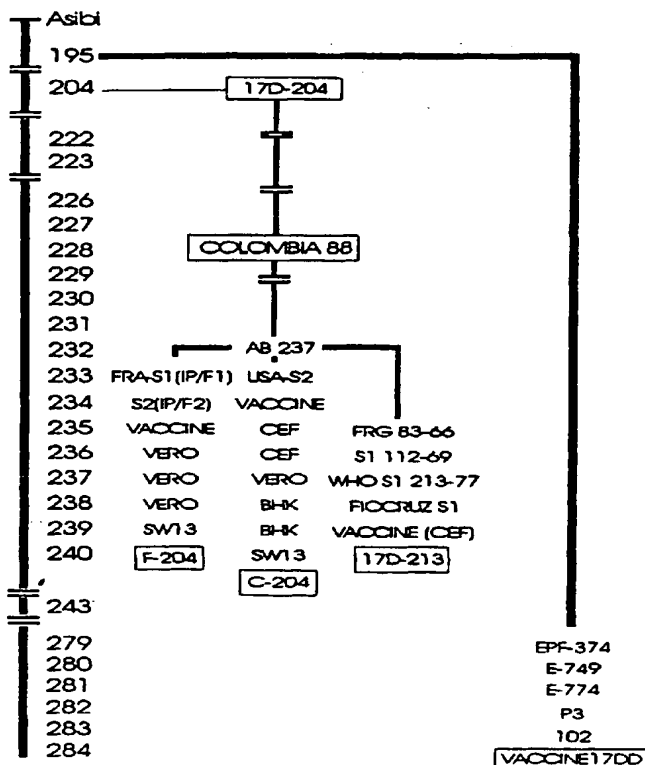 Asibi
195
204 17D-204
222
223
226
227
228 COLOMBIA 88
229
230
231
232 AB 237
233 FRA-S1(IP/F1) USA-S2
234 S2(IP/F2) VACCINE
235 VACCINE CEF FRG 83-66
236 VERO CEF S1 112-69
237 VERO VERO WHO S1 213-77
238 VERO BHK FIOCRUZ S1
239 SW13 BHK VACCINE (CEF)
240 F-204 SW13 17D-213
C-204
243
279 EPF-374
280 E-749
281 E-774
282 P3
283 102
284 VACCINE17DD